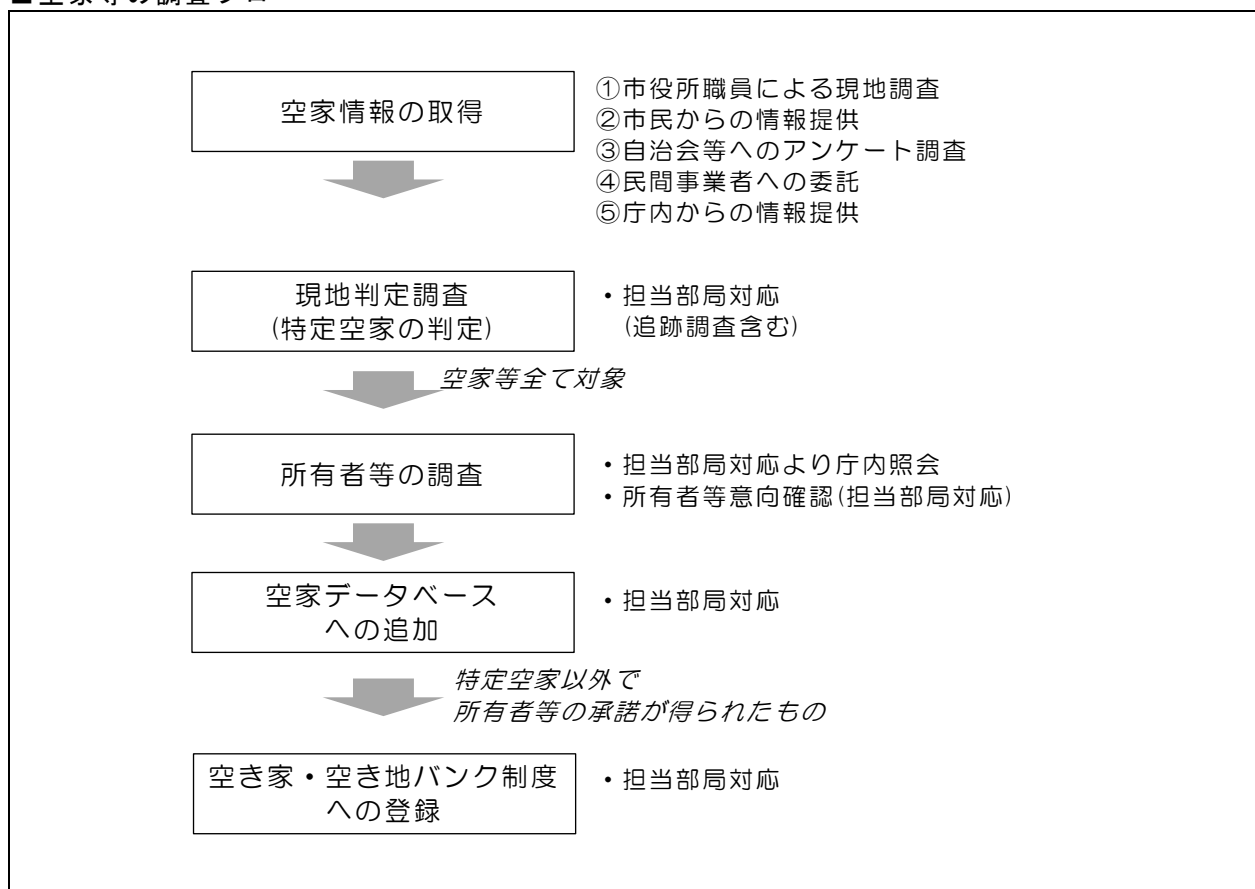 空家情報の取得
①市役所職員による現地調査
②市民からの情報提供
③自治会等へのアンケート調査
④民間事業者への委託
⑤庁内からの情報提供
現地判定調査
(特定空家の判定)
・担当部局対応
(追跡調査含む)
空家等全て対象
所有者等の調査
・担当部局対応より庁内照会
・所有者等意向確認(担当部局対応)
空家データベース
への追加
・担当部局対応
特定空家以外で
所有者等の承諾が得られたもの
空き家・空き地バンク制度
への登録
・担当部局対応